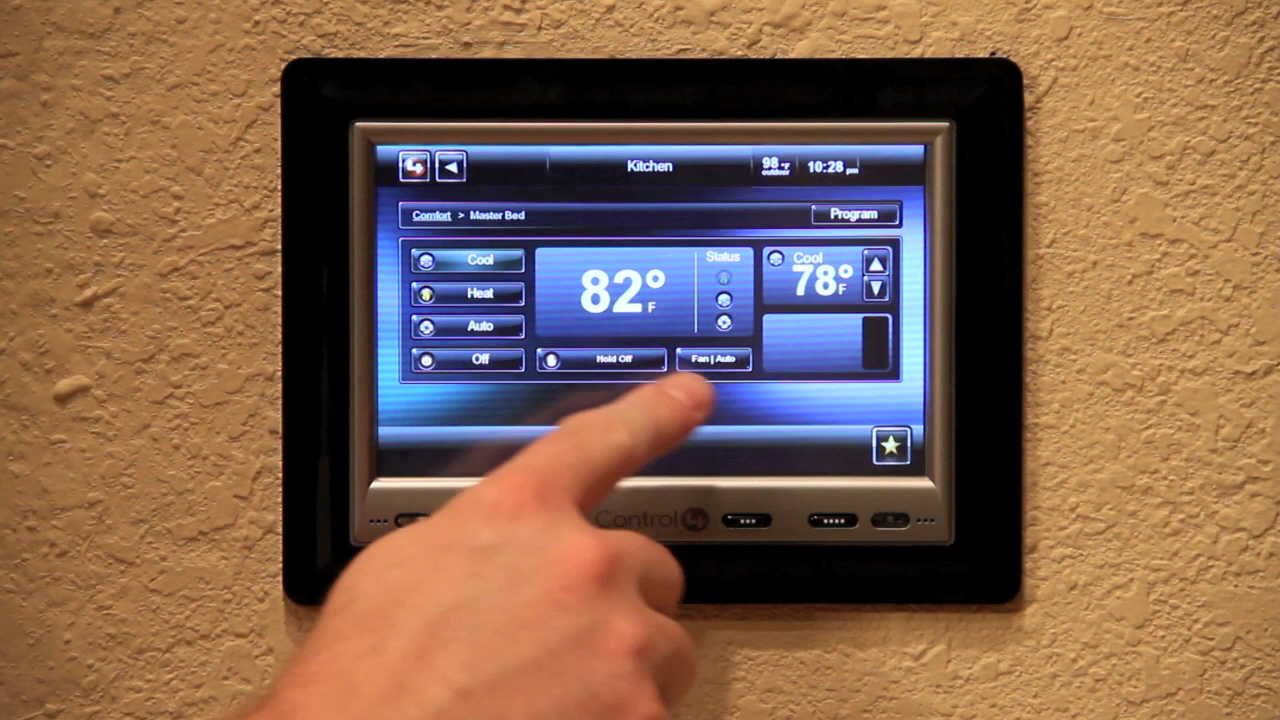 Kitchen
98°F
outdoor
10:28 pm
Comfort > Master Bed
Program
Cool
Heat
Auto
Off
82°F
Status
Hold Off
Fan | Auto
Cool
78°F
Control4